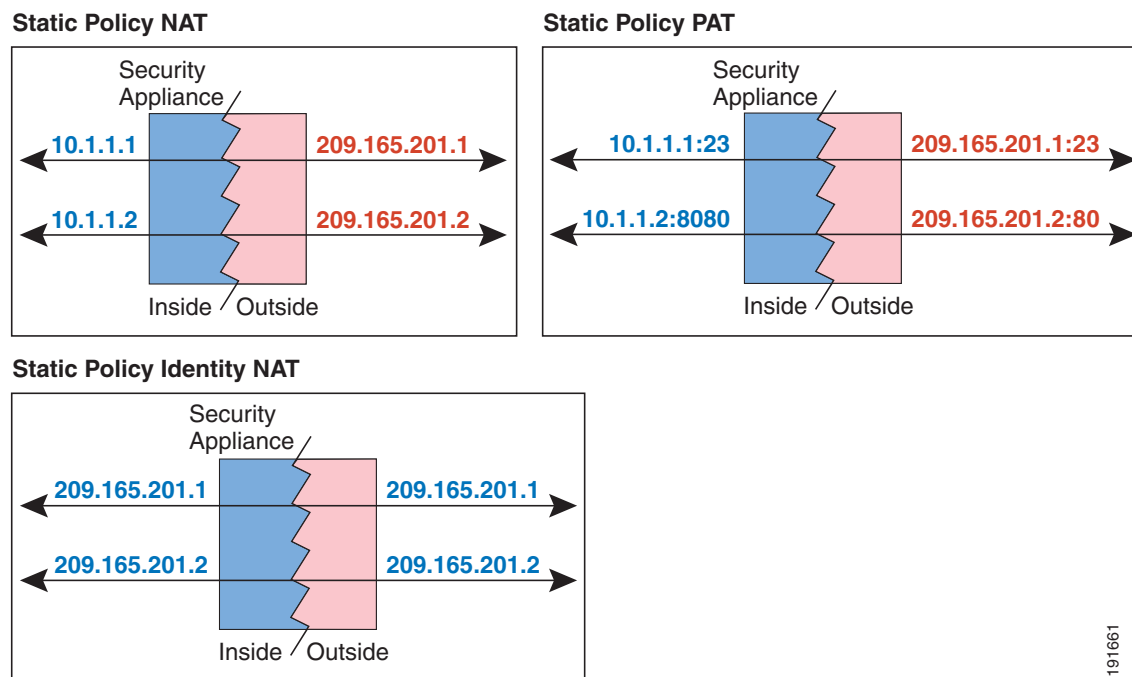 Static Policy NAT
Security
Appliance
10.1.1.1
209.165.201.1
10.1.1.2
209.165.201.2
Inside
Outside
Static Policy PAT
Security
Appliance
10.1.1.1:23
209.165.201.1:23
10.1.1.2:8080
209.165.201.2:80
Inside
Outside
Static Policy Identity NAT
Security
Appliance
209.165.201.1
209.165.201.1
209.165.201.2
209.165.201.2
Inside
Outside
191661